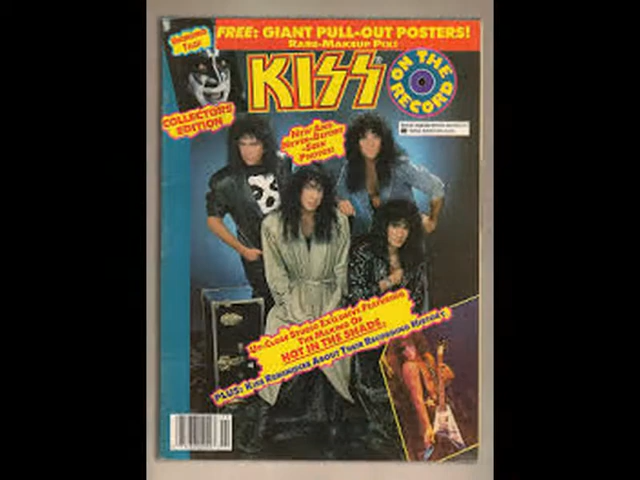 FREE: GIANT PULL-OUT POSTERS!
RARE-MAKEUP PIX!
KISS
ON THE
RECORD
COLLECTORS
EDITION
NEW AND
NEVER-BEFORE
-SEEN
PHOTOS!
UP-CLOSE STUDIO EXCLUSIVE FEATURING
THE MAKING OF
HOT IN THE SHADE
PLUS: KISS REMINISCES ABOUT THEIR RECORDING HISTORY